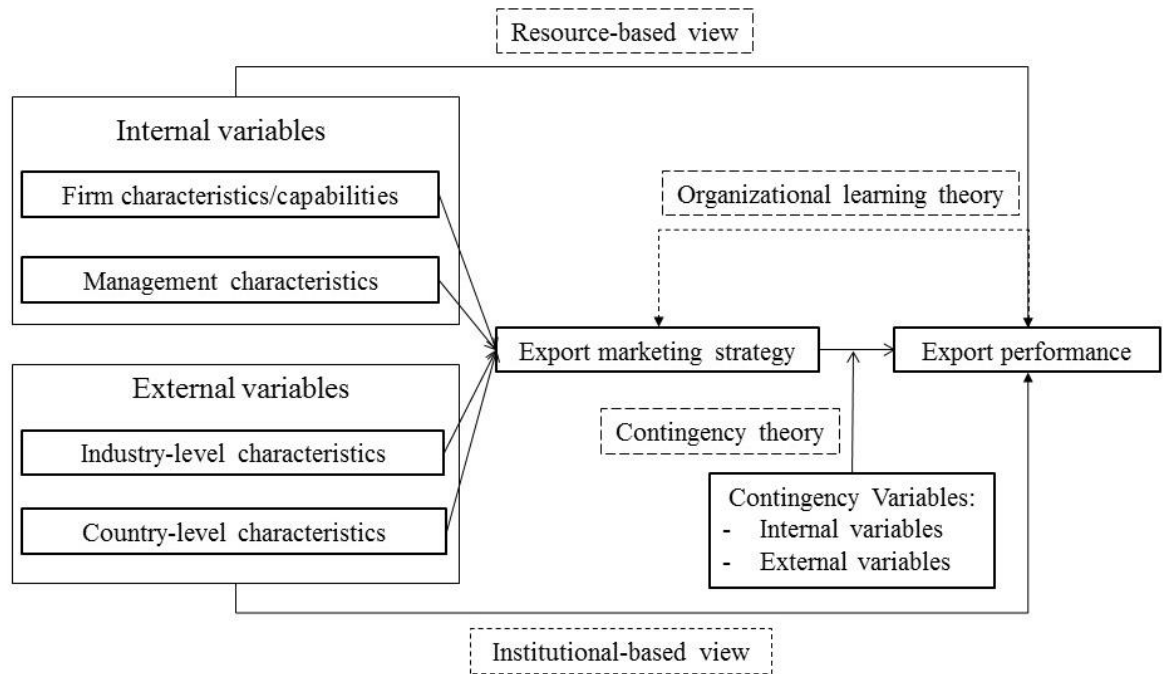 Resource-based view
Internal variables
Firm characteristics/capabilities
Management characteristics
Organizational learning theory
Export marketing strategy
Export performance
External variables
Industry-level characteristics
Country-level characteristics
Contingency theory
Contingency Variables:
- Internal variables
- External variables
Institutional-based view